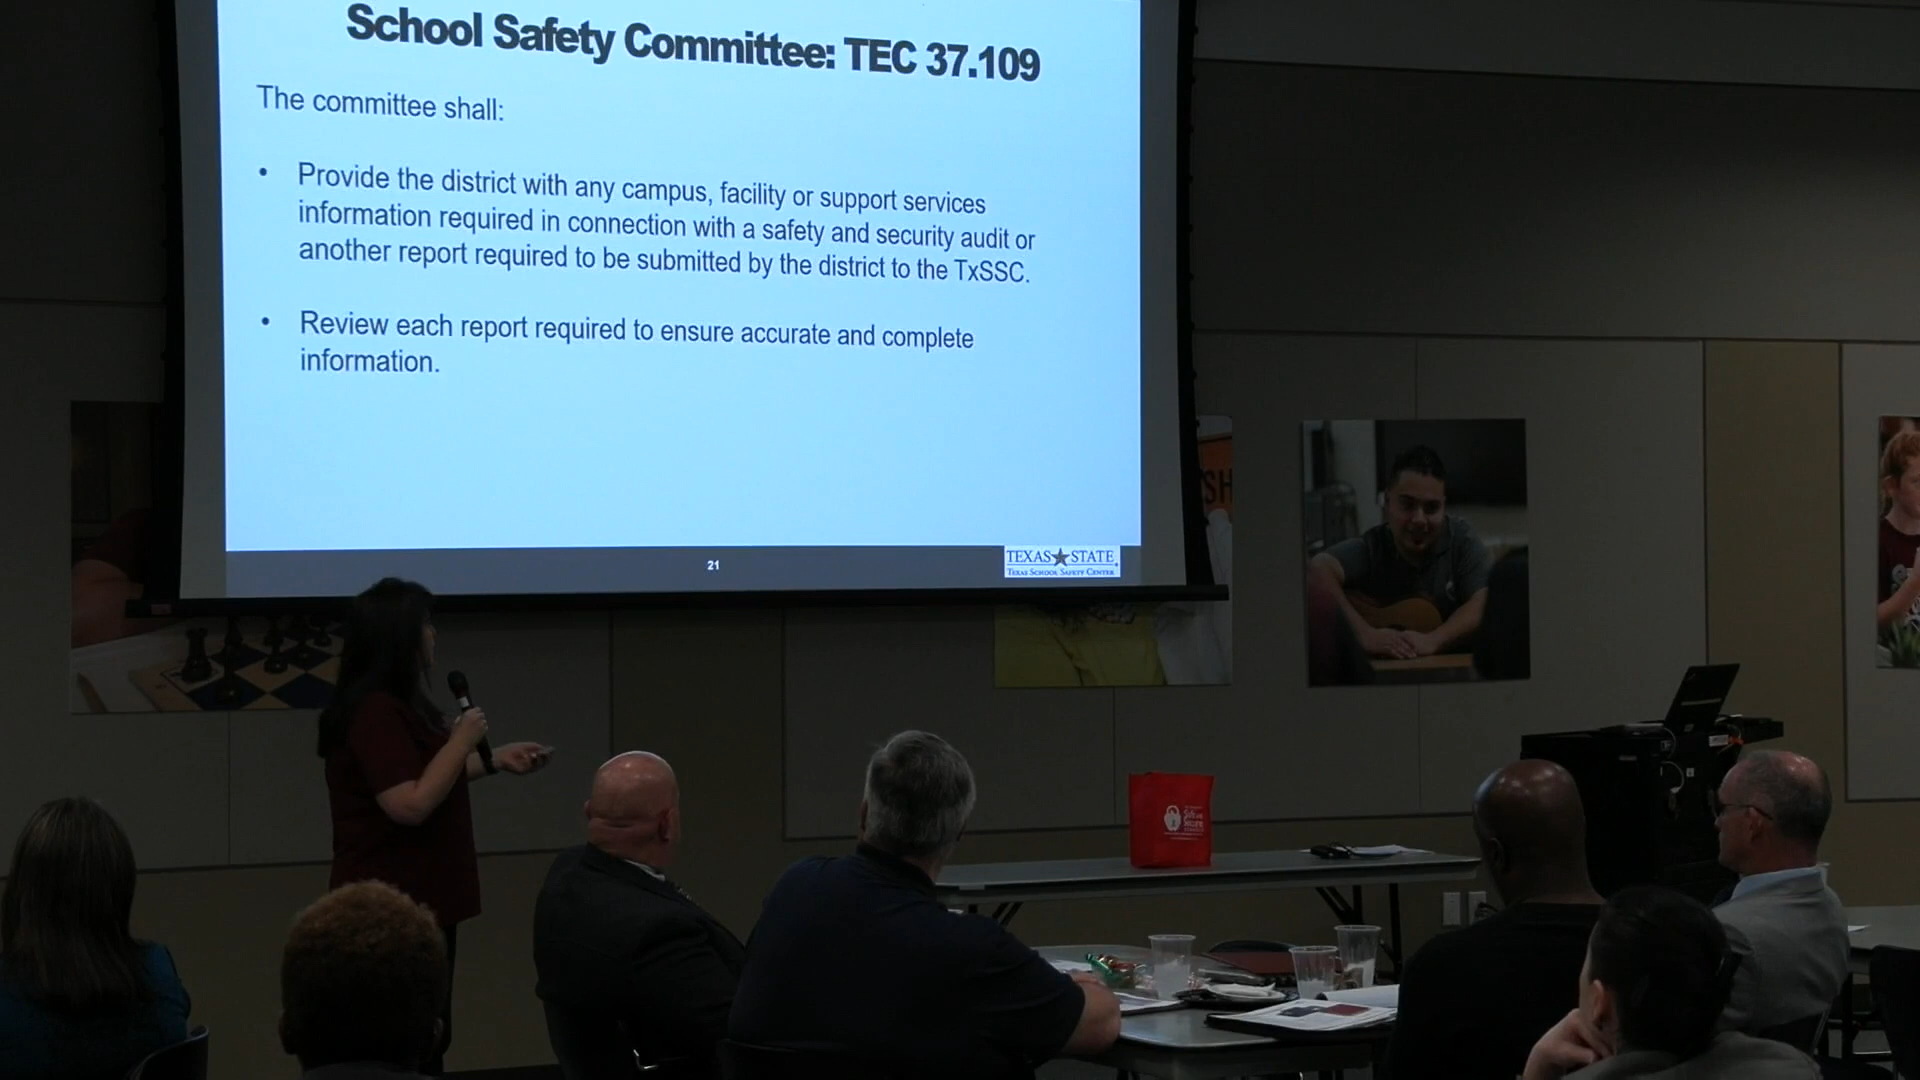 School Safety Committee: TEC 37.109
The committee shall:
• Provide the district with any campus, facility or support services
information required in connection with a safety and security audit or
another report required to be submitted by the district to the TxSSC.
• Review each report required to ensure accurate and complete
information.
21
TEXAS STATE
TEXAS SCHOOL SAFETY CENTER
SH